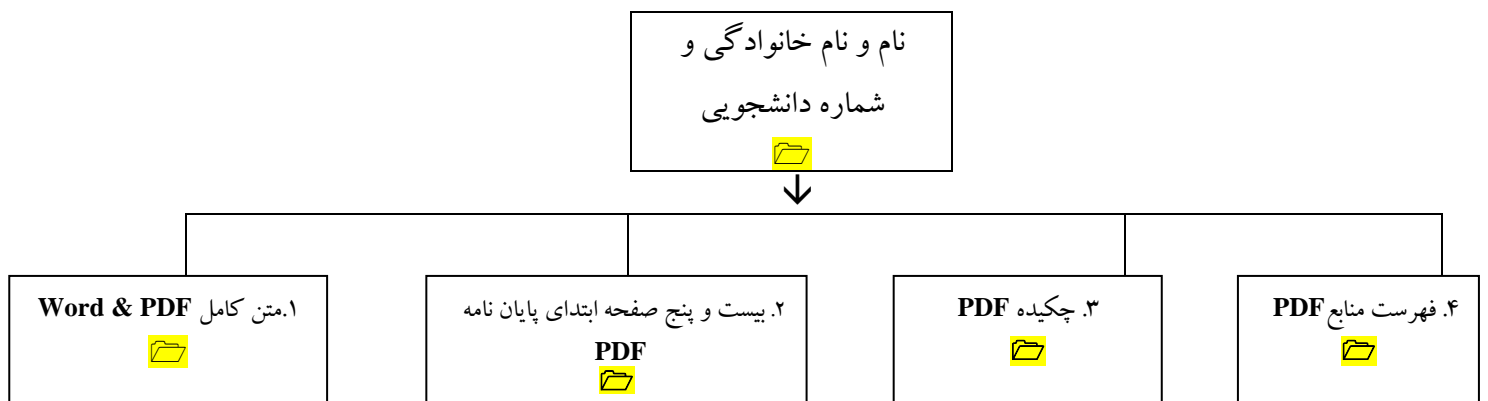 نام و نام خانوادگی و
شماره دانشجویی
۱.متن کامل Word & PDF
۲. بیست و پنج صفحه ابتدای پایان نامه
PDF
۳. چکیده PDF
۴. فهرست منابع PDF